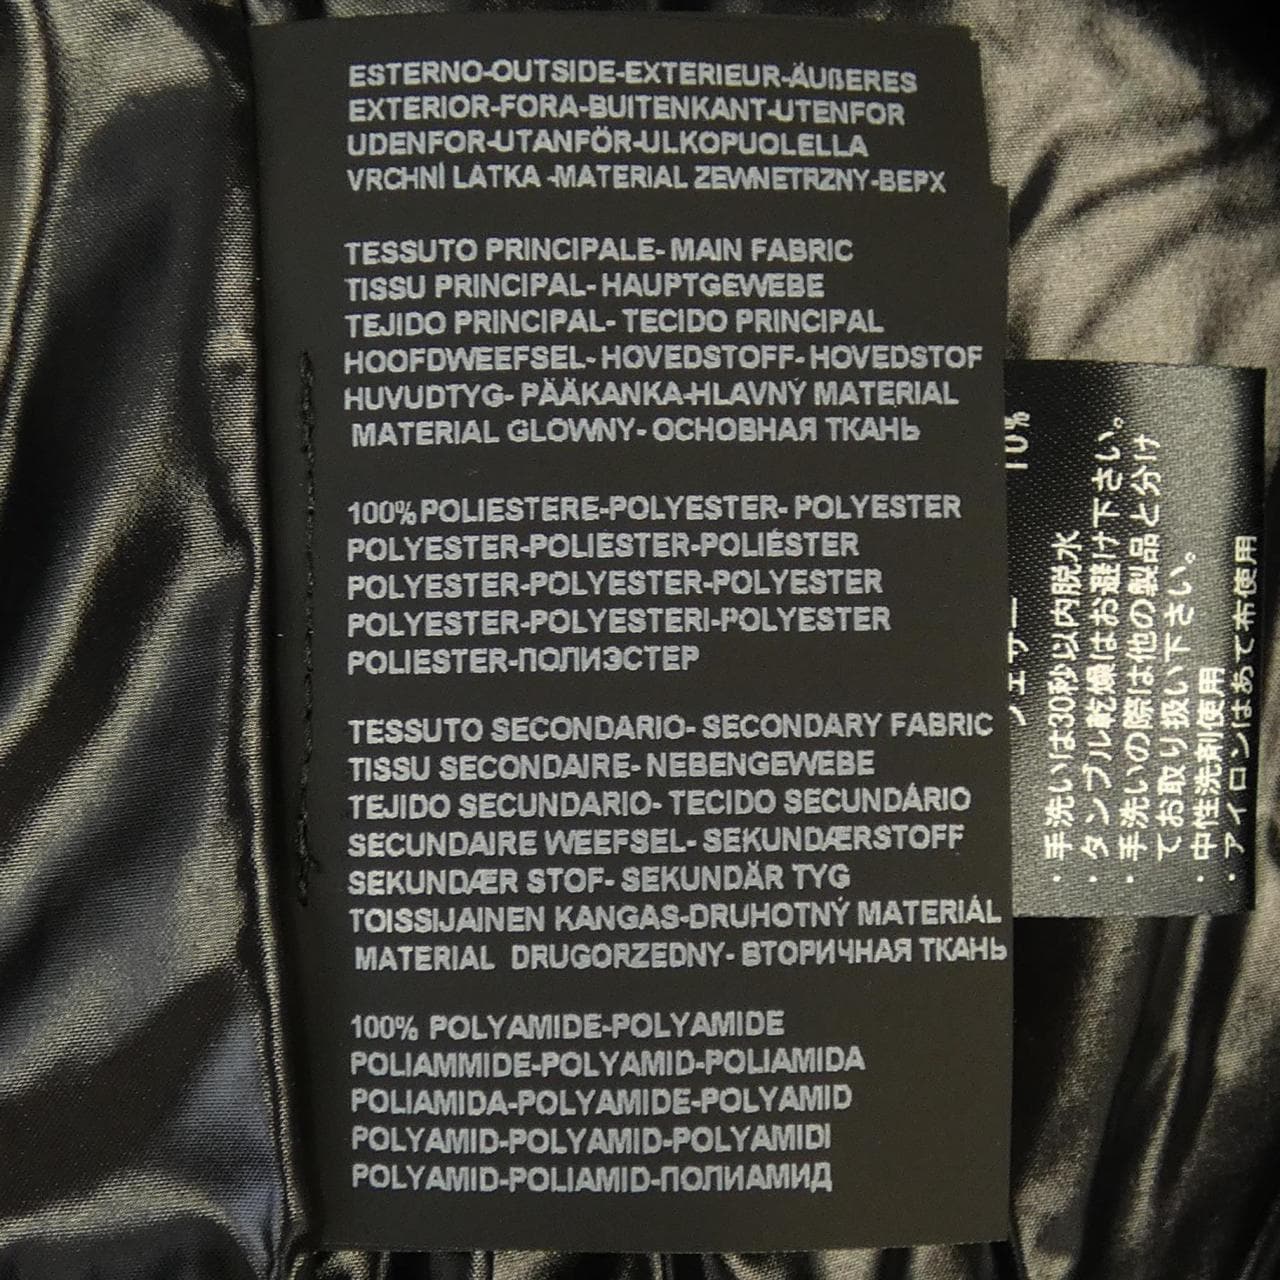 ESTERNO-OUTSIDE-EXTERIEUR-ÄUßERES
EXTERIOR-FORA-BUITENKANT-UTENFOR
UDENFOR-UTANFÖR-ULKOPUOLELLA
VRCHNÍ LÁTKA -MATERIAL ZEWNETRZNY-ВЕРХ
TESSUTO PRINCIPALE- MAIN FABRIC
TISSU PRINCIPAL- HAUPTGEWEBE
TEJIDO PRINCIPAL- TECIDO PRINCIPAL
HOOFDWEEFSEL- HOVEDSTOFF- HOVEDSTOF
HUVUDTYG- PÄÄKANKA-HLAVNÝ MATERIAL
MATERIAL GLOWNY- ОСНОВНАЯ ТКАНЬ
100% POLIESTERE-POLYESTER- POLYESTER
POLYESTER-POLIÉSTER-POLIÉSTER
POLYESTER-POLYESTER-POLYESTER
POLYESTER-POLYESTERI-POLYESTER
POLIESTER-ПОЛИЭСТЕР
TESSUTO SECONDARIO- SECONDARY FABRIC
TISSU SECONDAIRE- NEBENGEWEBE
TEJIDO SECUNDARIO- TECIDO SECUNDÁRIO
SECUNDAIRE WEEFSEL- SEKUNDÆRSTOFF
SEKUNDÆR STOF- SEKUNDÄR TYG
TOISSIJAINEN KANGAS-DRUHOTNÝ MATERIÁL
MATERIAL DRUGORZEDNY- ВТОРИЧНАЯ ТКАНЬ
100% POLYAMIDE-POLYAMIDE
POLIAMMIDE-POLYAMID-POLIAMIDA
POLIAMIDA-POLYAMIDE-POLYAMID
POLYAMID-POLYAMID-POLYAMIDI
POLYAMID-POLIAMID-ПОЛИАМИД
10%
・手洗いは30秒以内脱水
・タンブル乾燥はお避け下さい。
・手洗いの際は他の製品と分け
てお取り扱い下さい。
・中性洗剤使用
・アイロンはあて布使用